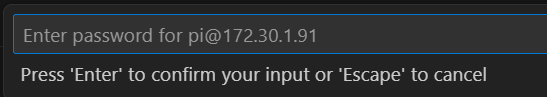 Enter password for pi@172.30.1.91
Press 'Enter' to confirm your input or 'Escape' to cancel